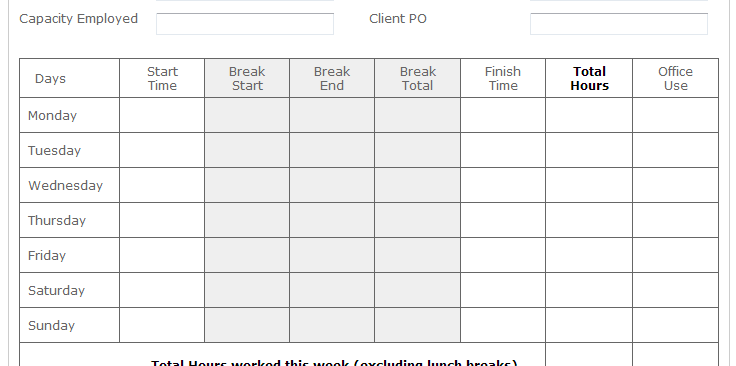 Capacity Employed Client PO
Days Start Time Break Start Break End Break Total Finish Time Total Hours Office Use
Monday
Tuesday
Wednesday
Thursday
Friday
Saturday
Sunday
Total Hours worked this week (excluding lunch breaks)